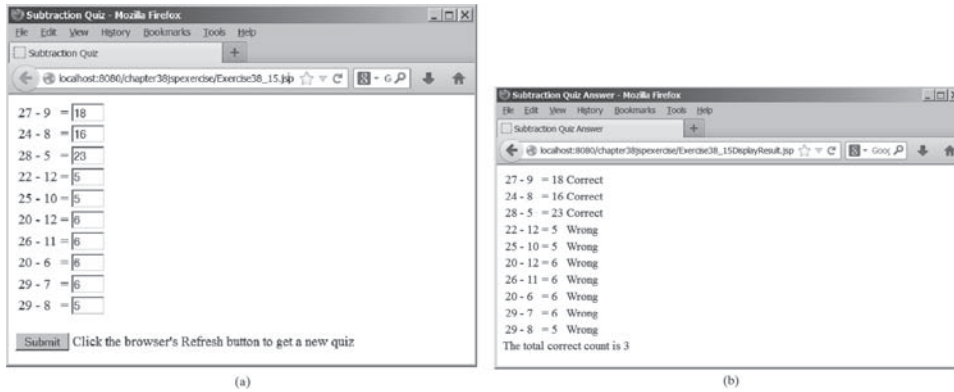 Subtraction Quiz - Mozilla Firefox
File Edit View History Bookmarks Tools Help
Subtraction Quiz +
localhost:8080/chapter38jspexercise/Exercise38_15.jsp
27 - 9 = 18
24 - 8 = 16
28 - 5 = 23
22 - 12 = 5
25 - 10 = 5
20 - 12 = 6
26 - 11 = 6
20 - 6 = 6
29 - 7 = 6
29 - 8 = 5
Submit Click the browser's Refresh button to get a new quiz
(a)
Subtraction Quiz Answer - Mozilla Firefox
File Edit View History Bookmarks Tools Help
Subtraction Quiz Answer +
localhost:8080/chapter38jspexercise/Exercise38_15DisplayResult.jsp
27 - 9 = 18 Correct
24 - 8 = 16 Correct
28 - 5 = 23 Correct
22 - 12 = 5 Wrong
25 - 10 = 5 Wrong
20 - 12 = 6 Wrong
26 - 11 = 6 Wrong
20 - 6 = 6 Wrong
29 - 7 = 6 Wrong
29 - 8 = 5 Wrong
The total correct count is 3
(b)